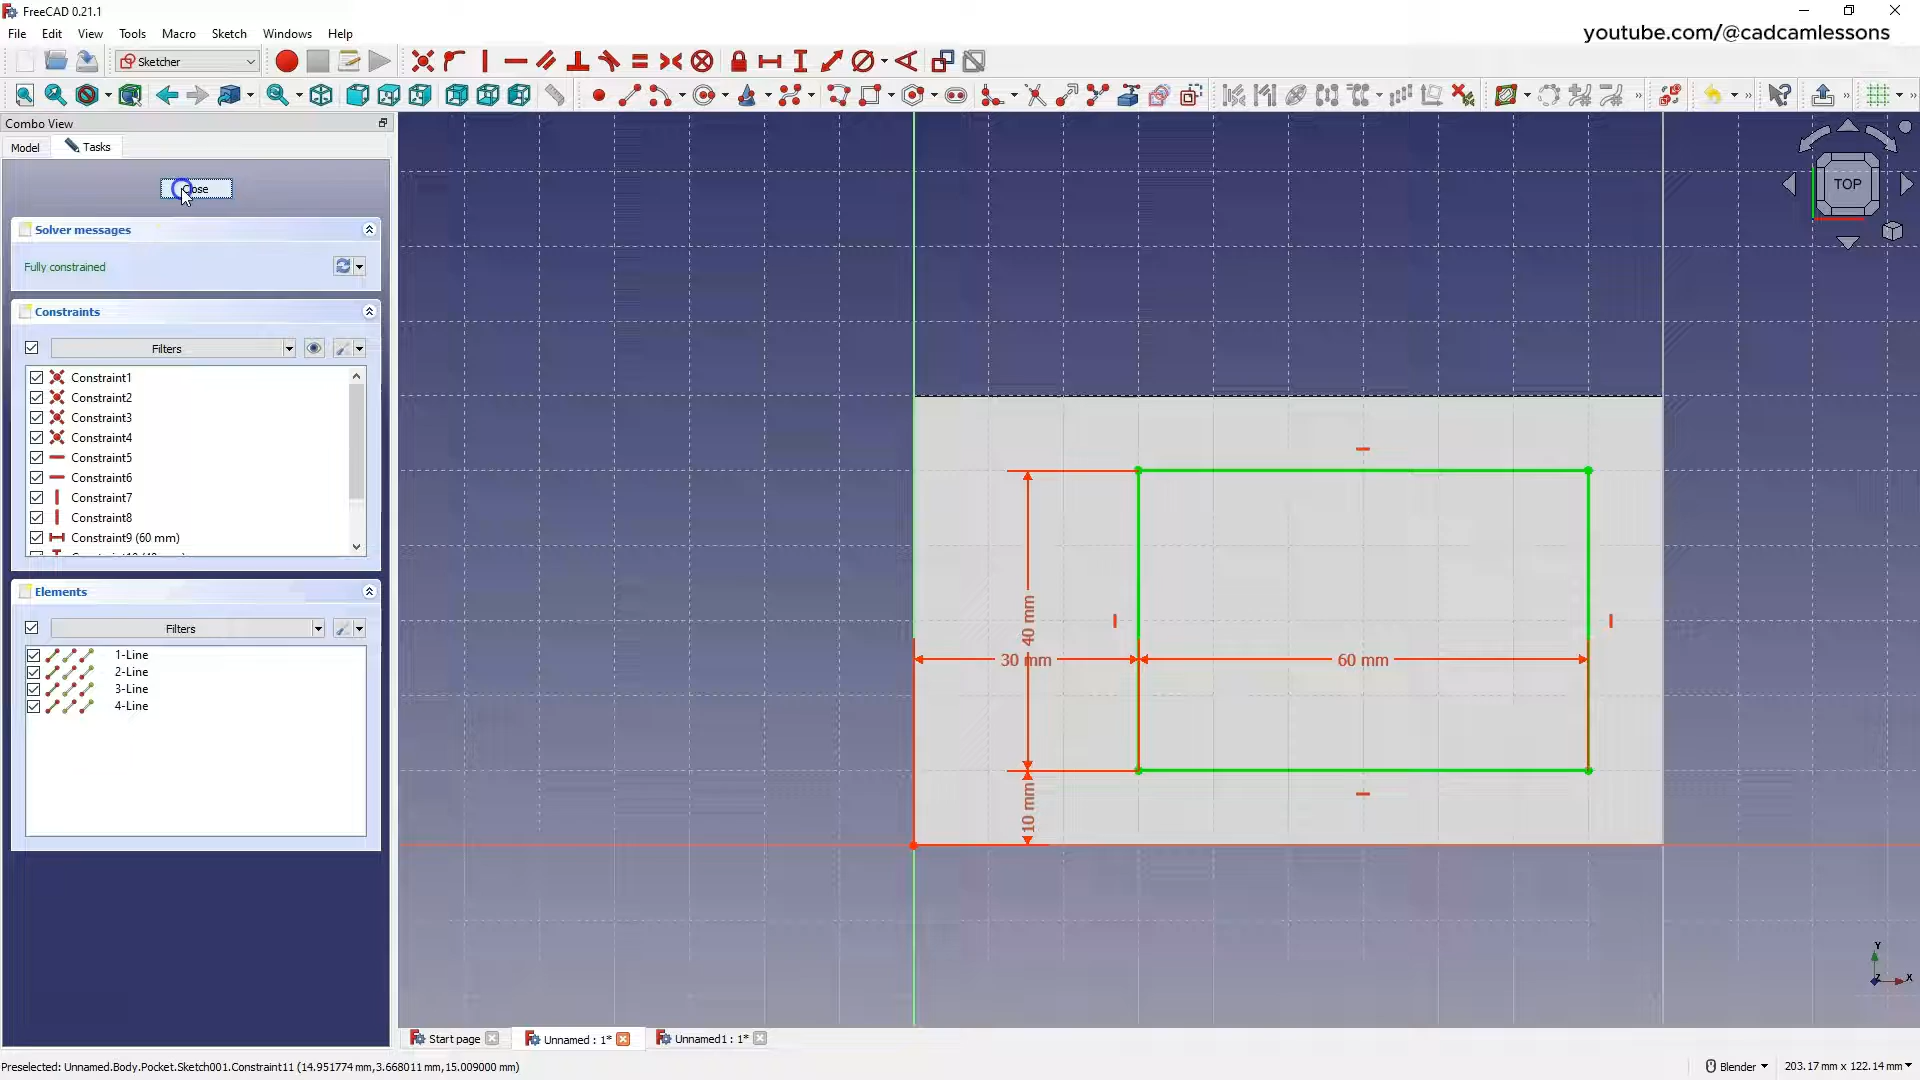 FreeCAD 0.21.1
File Edit View Tools Macro Sketch Windows Help
youtube.com/@cadcamlessons
Sketcher
Combo View
Model Tasks
Close
Solver messages
Fully constrained
Constraints
Filters
Constraint1
Constraint2
Constraint3
Constraint4
Constraint5
Constraint6
Constraint7
Constraint8
Constraint9 (60 mm)
Elements
Filters
1-Line
2-Line
3-Line
4-Line
TOP
40 mm
30 mm
60 mm
10 mm
Y
Z
X
Start page
Unnamed : 1*
Unnamed1 : 1*
Preselected: Unnamed.Body.Pocket.Sketch001.Constraint11 (14.951774 mm,3.668011 mm,15.009000 mm)
Blender
203.17 mm x 122.14 mm